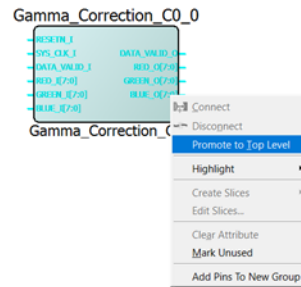 Gamma_Correction_C0_0
RESETN_I
SYS_CLK_I
DATA_VALID_I
RED_I[7:0]
GREEN_I[7:0]
BLUE_I[7:0]
DATA_VALID_O
RED_O[7:0]
GREEN_O[7:0]
BLUE_O[7:0]
Gamma_Correction_C
Connect
Disconnect
Promote to Top Level
Highlight
Create Slices
Edit Slices...
Clear Attribute
Mark Unused
Add Pins To New Group